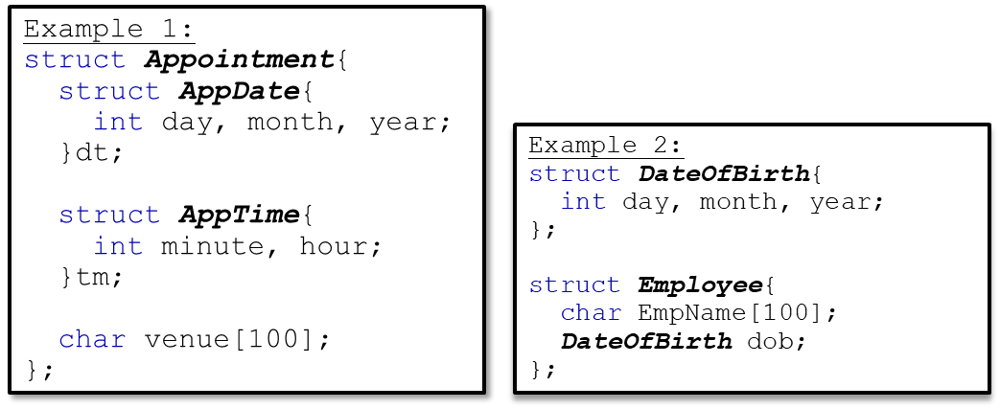 Example 1:
struct Appointment{
struct AppDate{
int day, month, year;
}dt;
struct AppTime{
int minute, hour;
}tm;
char venue[100];
};
Example 2:
struct DateOfBirth{
int day, month, year;
};
struct Employee{
char EmpName[100];
DateOfBirth dob;
};